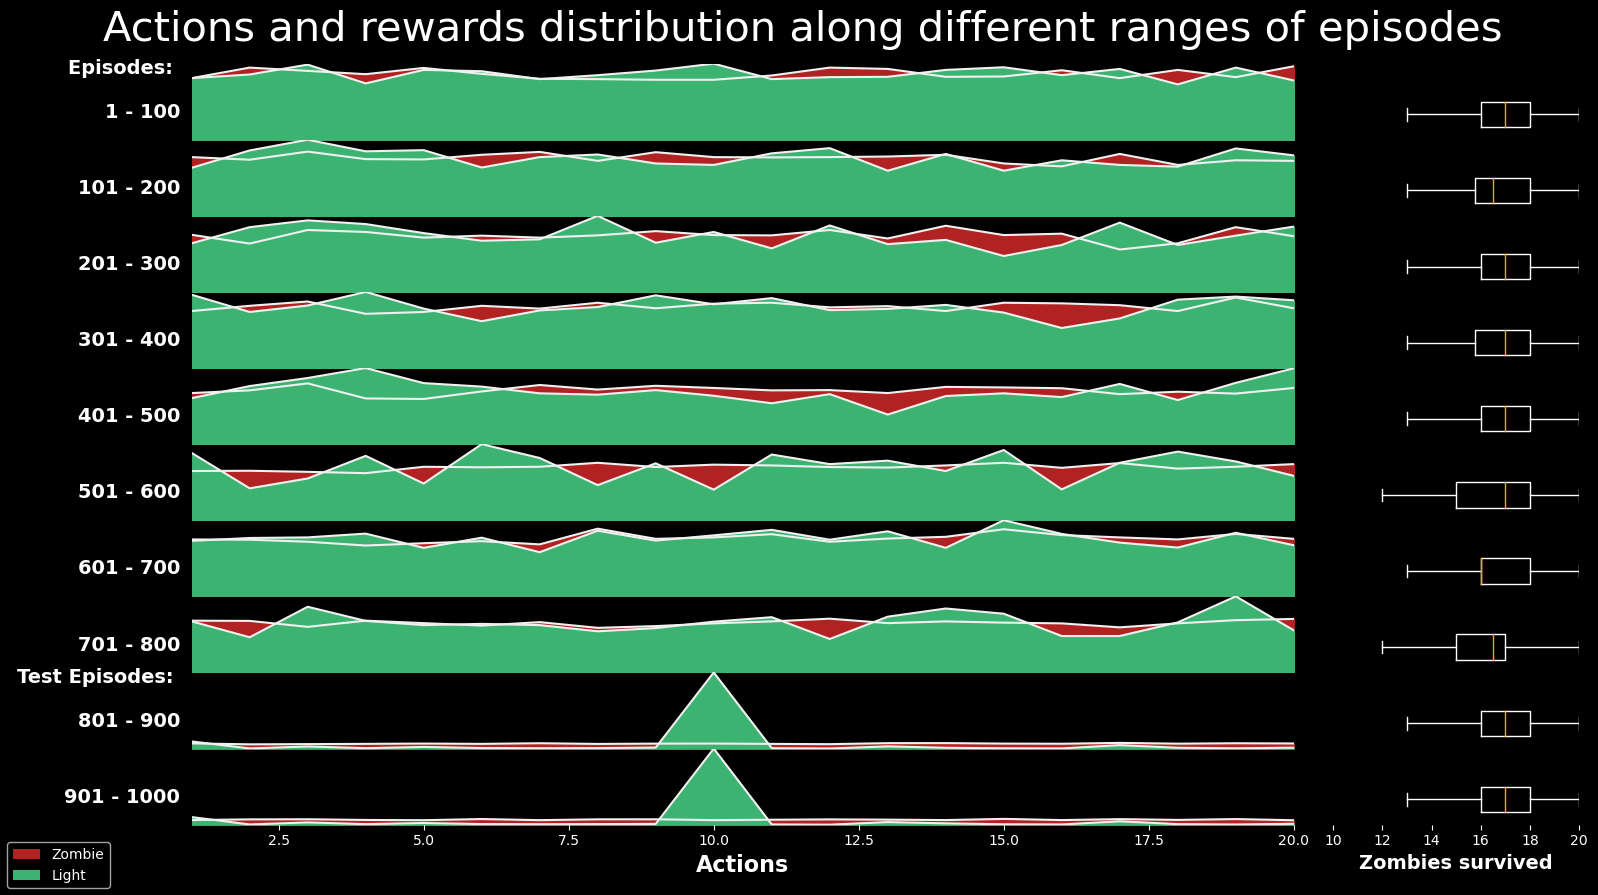 Actions and rewards distribution along different ranges of episodes
Episodes:
1 - 100
101 - 200
201 - 300
301 - 400
401 - 500
501 - 600
601 - 700
701 - 800
Test Episodes:
801 - 900
901 - 1000
2.5 5.0 7.5 10.0 12.5 15.0 17.5 20.0 10 12 14 16 18 20
Actions
Zombies survived
Zombie
Light